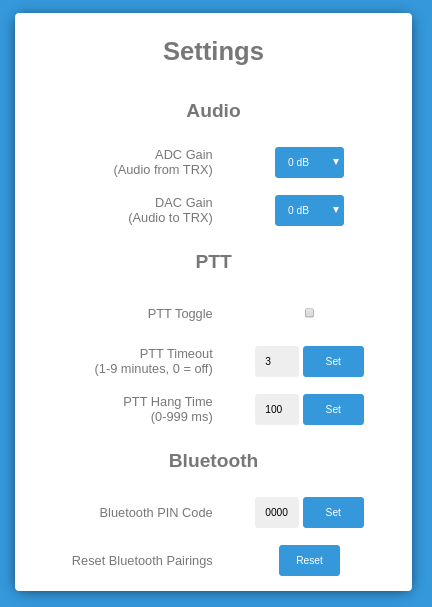 Settings
Audio
ADC Gain
(Audio from TRX)
0 dB
DAC Gain
(Audio to TRX)
0 dB
PTT
PTT Toggle
PTT Timeout
(1-9 minutes, 0 = off)
3
Set
PTT Hang Time
(0-999 ms)
100
Set
Bluetooth
Bluetooth PIN Code
0000
Set
Reset Bluetooth Pairings
Reset